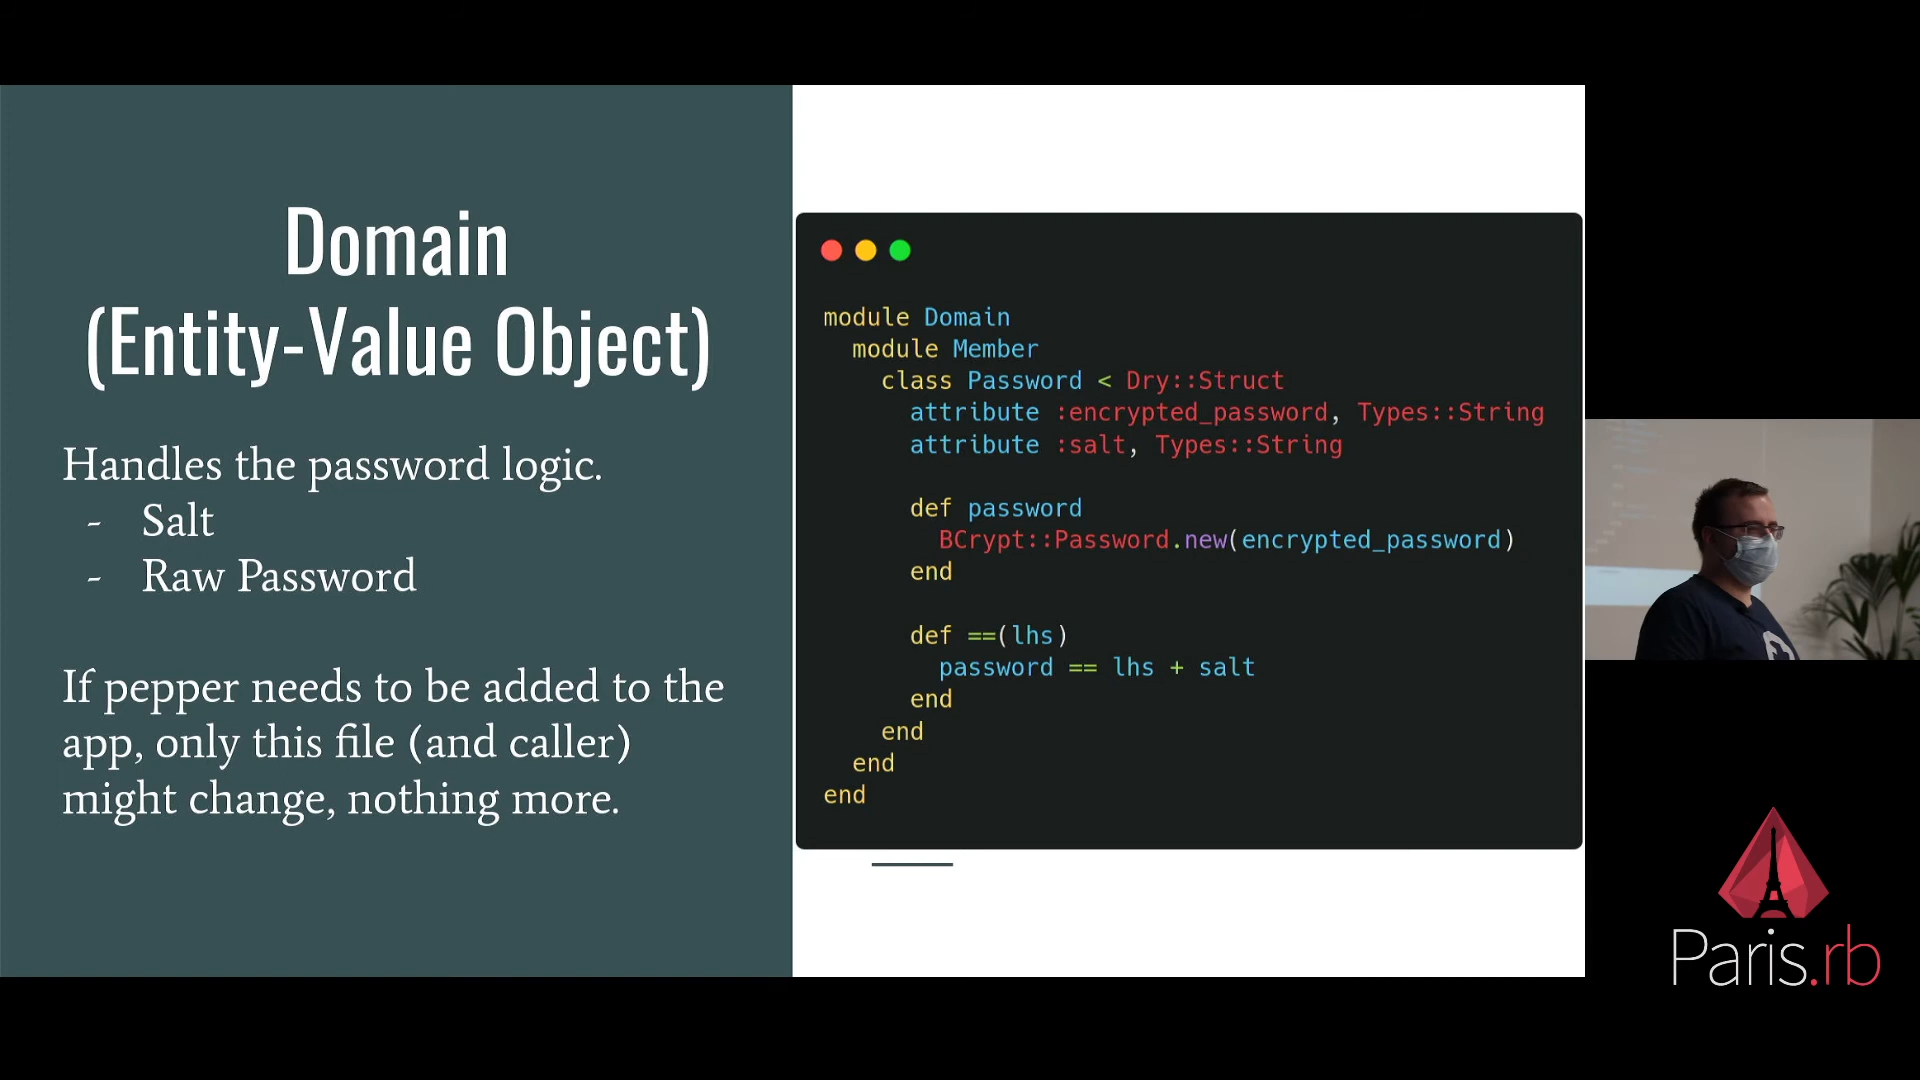 Domain
(Entity-Value Object)
Handles the password logic.
- Salt
- Raw Password
If pepper needs to be added to the
app, only this file (and caller)
might change, nothing more.
module Domain
  module Member
    class Password < Dry::Struct
      attribute :encrypted_password, Types::String
      attribute :salt, Types::String

      def password
        BCrypt::Password.new(encrypted_password)
      end

      def ==(lhs)
        password == lhs + salt
      end
    end
  end
end
Paris.rb